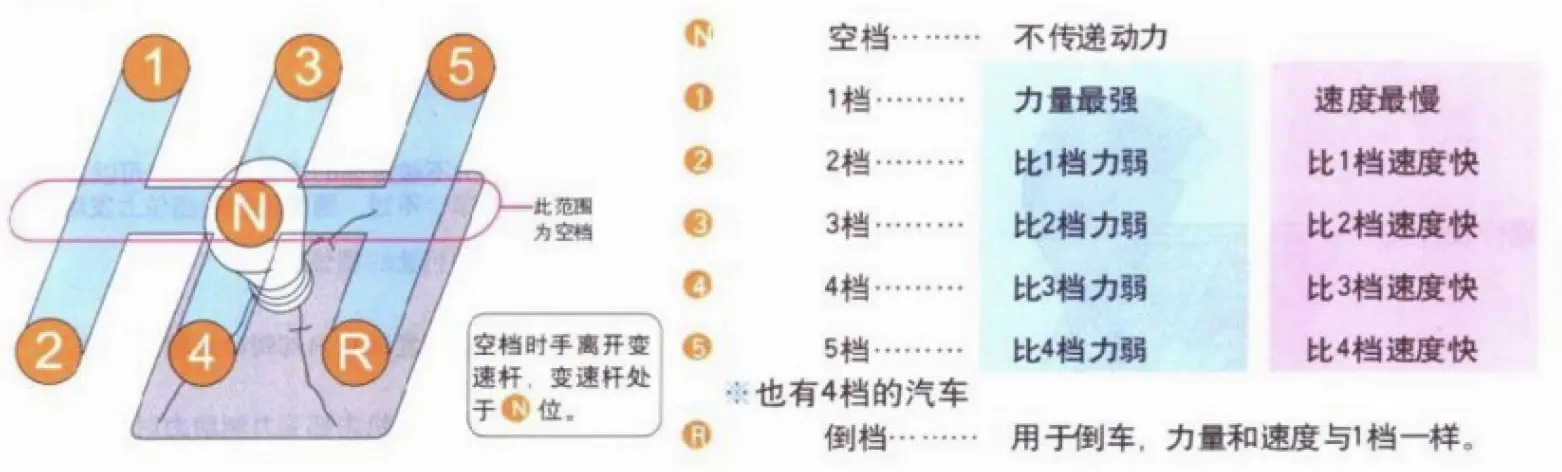 1 3 5
N
此范围
为空档
2 4 R
空档时手离开变
速杆，变速杆处
于N位。
N 空档……… 不传递动力
1 1档……… 力量最强 速度最慢
2 2档……… 比1档力弱 比1档速度快
3 3档……… 比2档力弱 比2档速度快
4 4档……… 比3档力弱 比3档速度快
5 5档……… 比4档力弱 比4档速度快
※也有4档的汽车
R 倒档……… 用于倒车，力量和速度与1档一样。